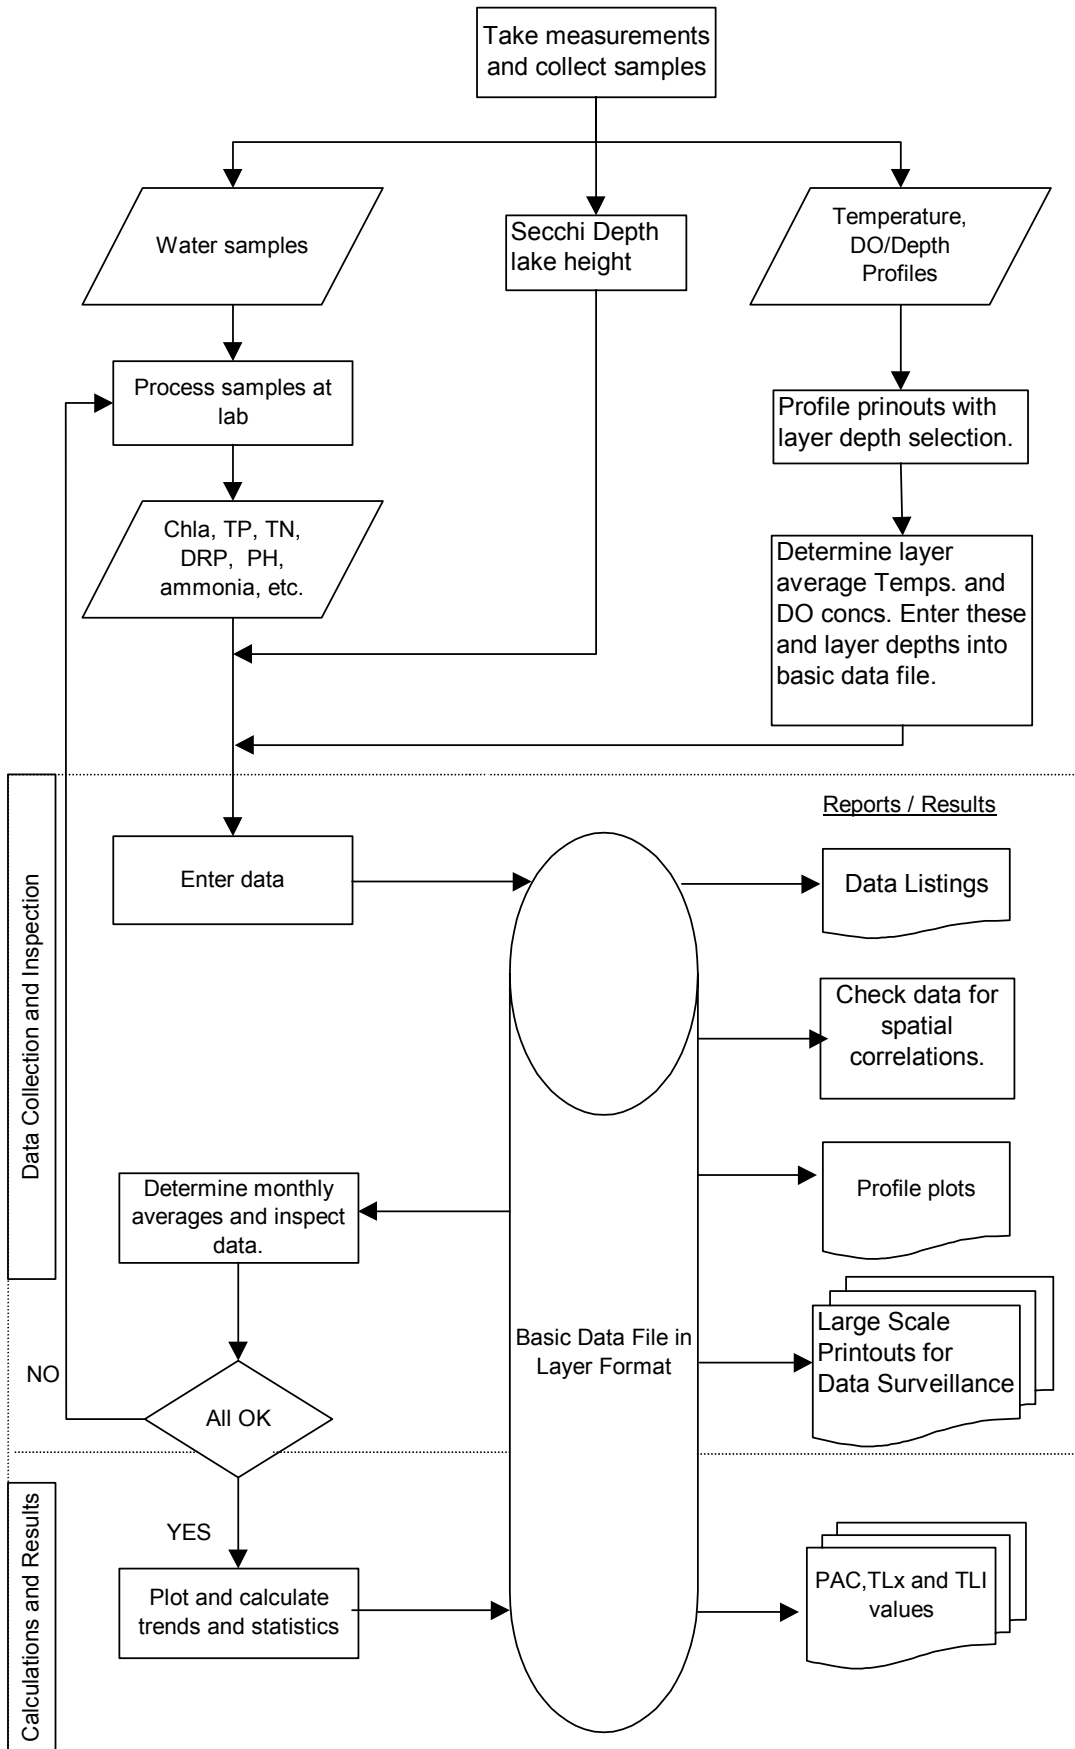 Take measurements
and collect samples
Water samples
Secchi Depth
lake height
Temperature,
DO/Depth
Profiles
Process samples at
lab
Profile prinouts with
layer depth selection.
Chla, TP, TN,
DRP, PH,
ammonia, etc.
Determine layer
average Temps. and
DO concs. Enter these
and layer depths into
basic data file.
Data Collection and Inspection
Reports / Results
Enter data
Data Listings
Check data for
spatial
correlations.
Determine monthly
averages and inspect
data.
Profile plots
Basic Data File in
Layer Format
Large Scale
Printouts for
Data Surveillance
NO
All OK
YES
Calculations and Results
Plot and calculate
trends and statistics
PAC,TLx and TLI
values